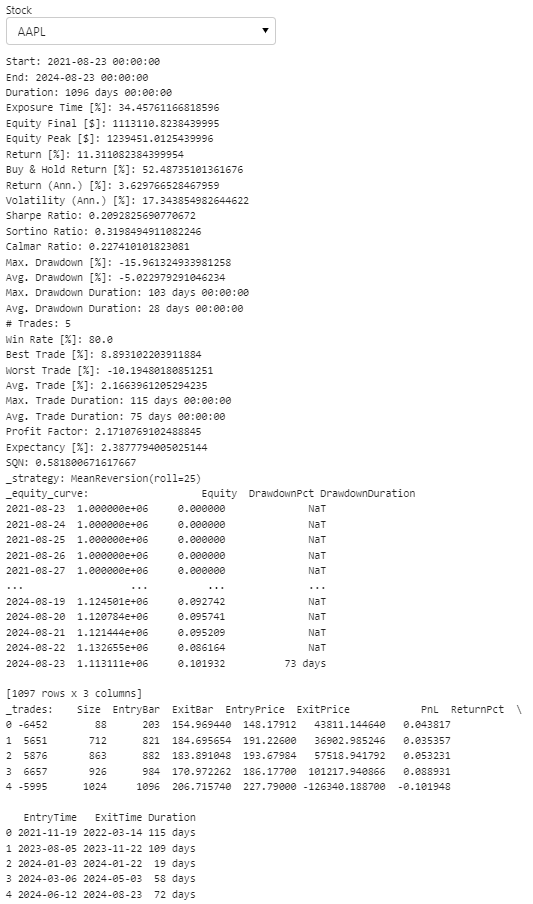 Stock
AAPL
Start: 2021-08-23 00:00:00
End: 2024-08-23 00:00:00
Duration: 1096 days 00:00:00
Exposure Time [%]: 34.45761166818596
Equity Final [$]: 1113110.8238439995
Equity Peak [$]: 1239451.0125439996
Return [%]: 11.311082384399954
Buy & Hold Return [%]: 52.48735101361676
Return (Ann.) [%]: 3.629766528467959
Volatility (Ann.) [%]: 17.343854982644622
Sharpe Ratio: 0.2092825690770672
Sortino Ratio: 0.3198494911082246
Calmar Ratio: 0.227410101823081
Max. Drawdown [%]: -15.961324933981258
Avg. Drawdown [%]: -5.022979291046234
Max. Drawdown Duration: 103 days 00:00:00
Avg. Drawdown Duration: 28 days 00:00:00
# Trades: 5
Win Rate [%]: 80.0
Best Trade [%]: 8.893102203911884
Worst Trade [%]: -10.19480180851251
Avg. Trade [%]: 2.1663961205294235
Max. Trade Duration: 115 days 00:00:00
Avg. Trade Duration: 75 days 00:00:00
Profit Factor: 2.1710769102488845
Expectancy [%]: 2.3877794005025144
SQN: 0.581800671617667
_strategy: MeanReversion(roll=25)
_equity_curve: Equity DrawdownPct DrawdownDuration
2021-08-23 1.000000e+06 0.000000 NaT
2021-08-24 1.000000e+06 0.000000 NaT
2021-08-25 1.000000e+06 0.000000 NaT
2021-08-26 1.000000e+06 0.000000 NaT
2021-08-27 1.000000e+06 0.000000 NaT
... ... ... ...
2024-08-19 1.124501e+06 0.092742 NaT
2024-08-20 1.120784e+06 0.095741 NaT
2024-08-21 1.121444e+06 0.095209 NaT
2024-08-22 1.132655e+06 0.086164 NaT
2024-08-23 1.113111e+06 0.101932 73 days
[1097 rows x 3 columns]
_trades: Size EntryBar ExitBar EntryPrice ExitPrice PnL ReturnPct \
0 -6452 88 203 154.969440 148.17912 43811.144640 0.043817
1 5651 712 821 184.695654 191.22600 36902.985246 0.035357
2 5876 863 882 183.891048 193.67984 57518.941792 0.053231
3 6657 926 984 170.972262 186.17700 101217.940866 0.088931
4 -5995 1024 1096 206.715740 227.79000 -126340.188700 -0.101948
EntryTime ExitTime Duration
0 2021-11-19 2022-03-14 115 days
1 2023-08-05 2023-11-22 109 days
2 2024-01-03 2024-01-22 19 days
3 2024-03-06 2024-05-03 58 days
4 2024-06-12 2024-08-23 72 days